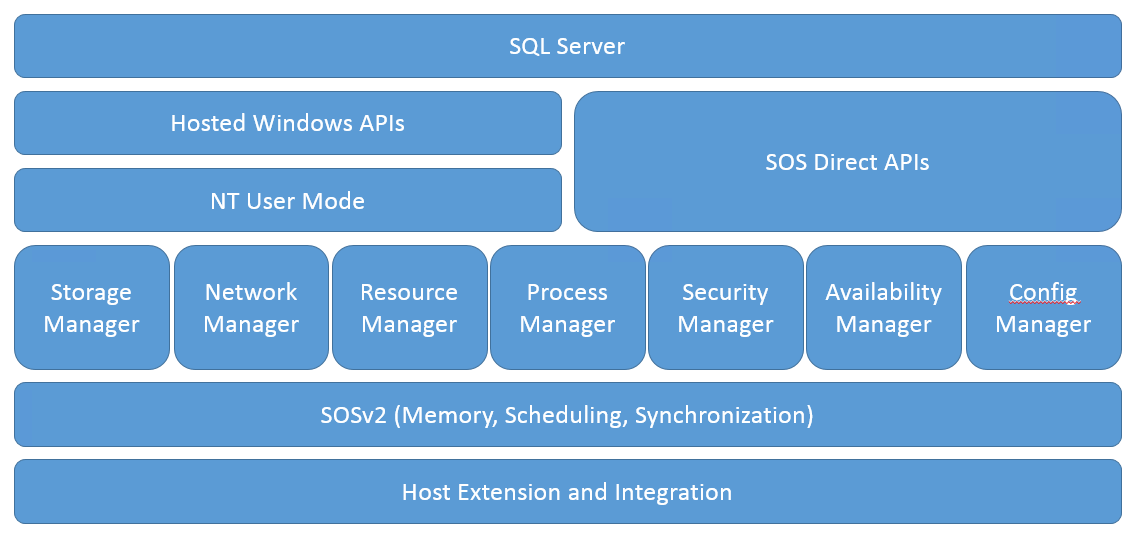 SQL Server
Hosted Windows APIs
SOS Direct APIs
NT User Mode
Storage
Manager
Network
Manager
Resource
Manager
Process
Manager
Security
Manager
Availability
Manager
Config
Manager
SOSv2 (Memory, Scheduling, Synchronization)
Host Extension and Integration